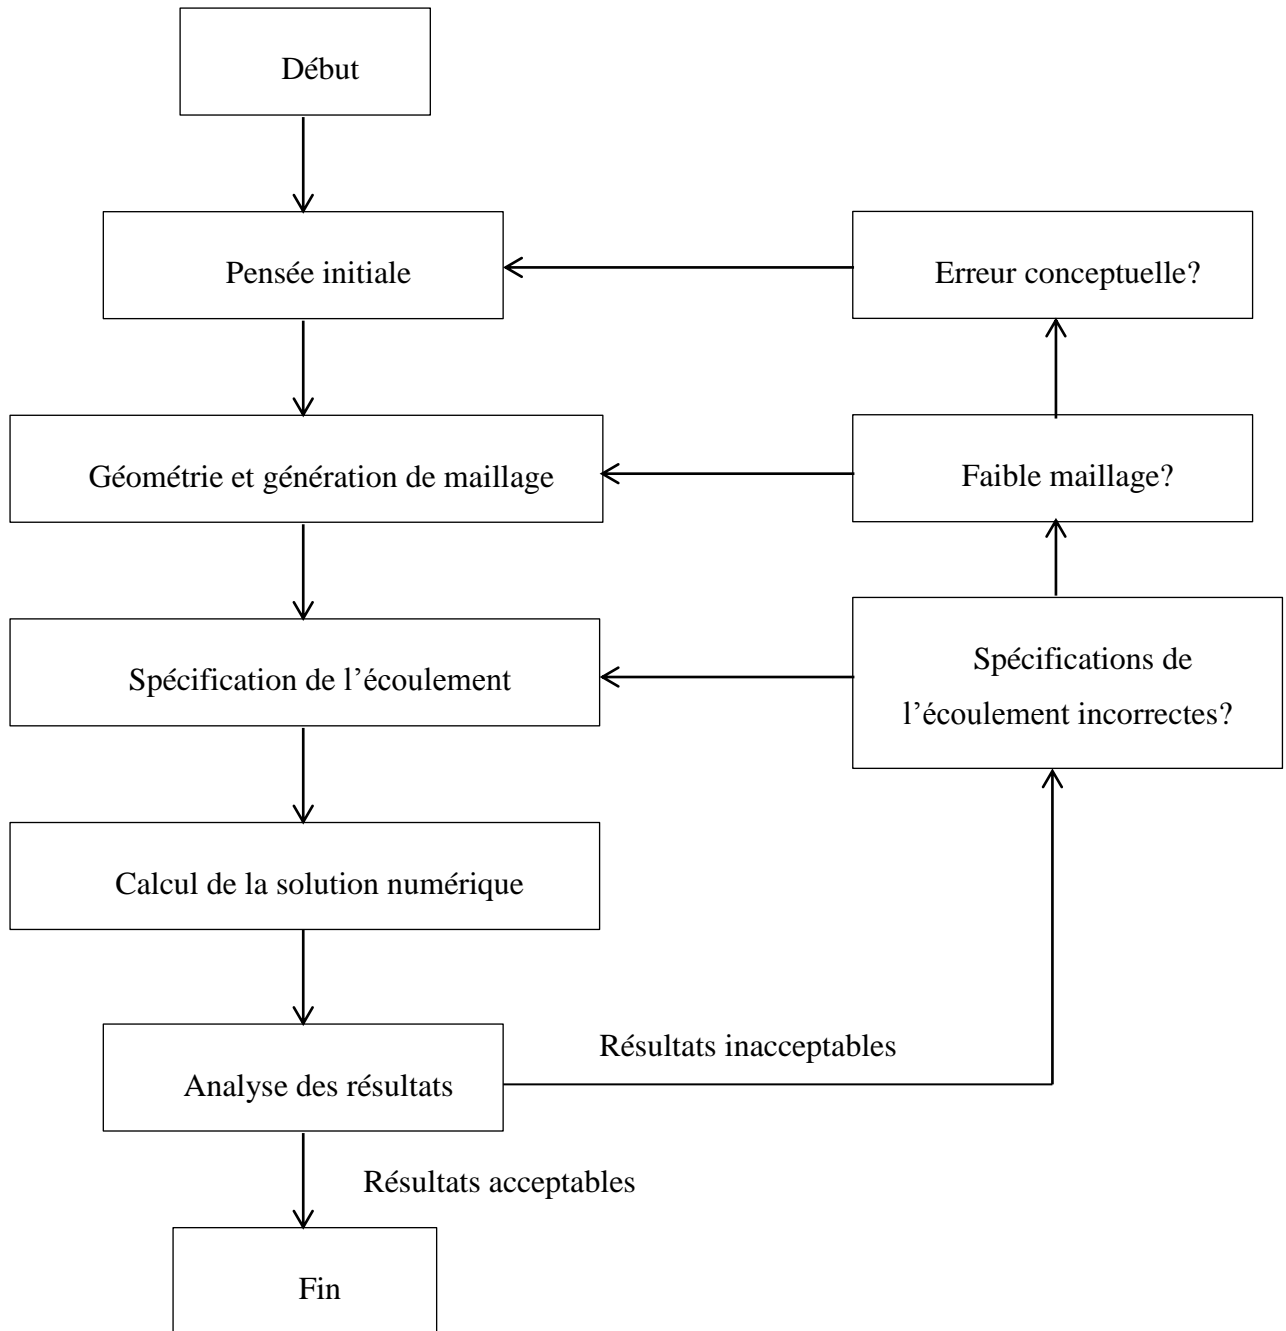 Début
Pensée initiale
Erreur conceptuelle?
Géométrie et génération de maillage
Faible maillage?
Spécification de l’écoulement
Spécifications de
l’écoulement incorrectes?
Calcul de la solution numérique
Analyse des résultats
Résultats inacceptables
Résultats acceptables
Fin